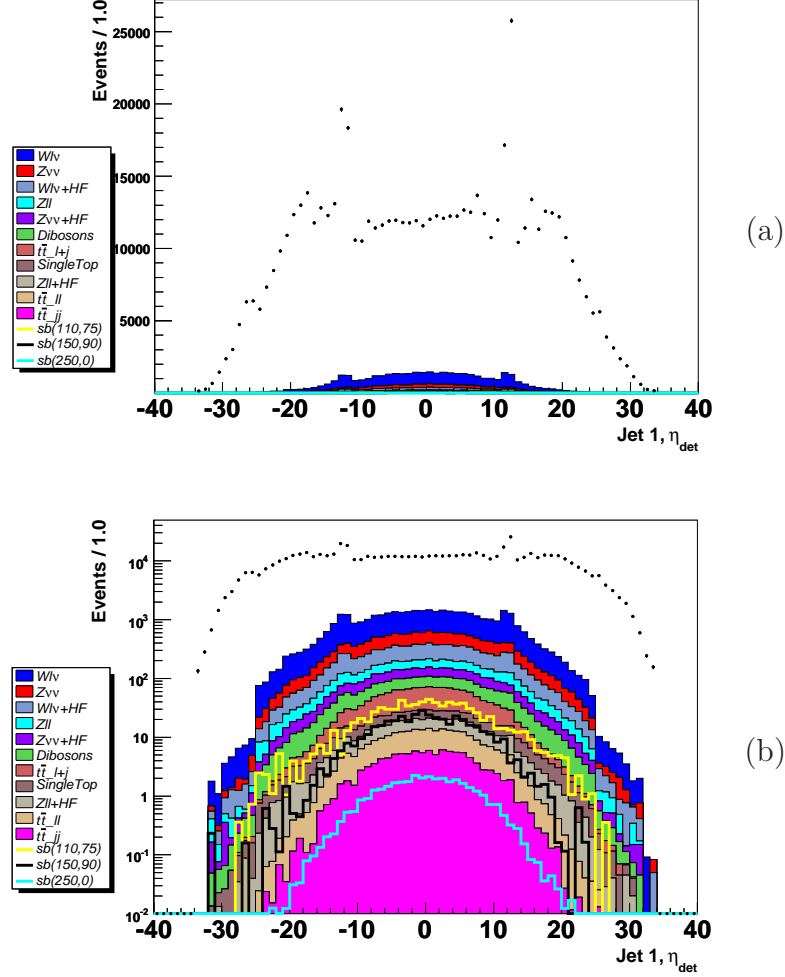 Events / 1.0
25000
20000
15000
10000
5000
Wlν
Zνν
Wlν+HF
Zll
Zνν+HF
Dibosons
tt̄_l+j
SingleTop
Zll+HF
tt̄_ll
tt̄_jj
sb(110,75)
sb(150,90)
sb(250,0)
-40 -30 -20 -10 0 10 20 30 40
Jet 1, η_det
(a)
Events / 1.0
10^4
10^3
10^2
10
1
10^-1
10^-2
Wlν
Zνν
Wlν+HF
Zll
Zνν+HF
Dibosons
tt̄_l+j
SingleTop
Zll+HF
tt̄_ll
tt̄_jj
sb(110,75)
sb(150,90)
sb(250,0)
-40 -30 -20 -10 0 10 20 30 40
Jet 1, η_det
(b)